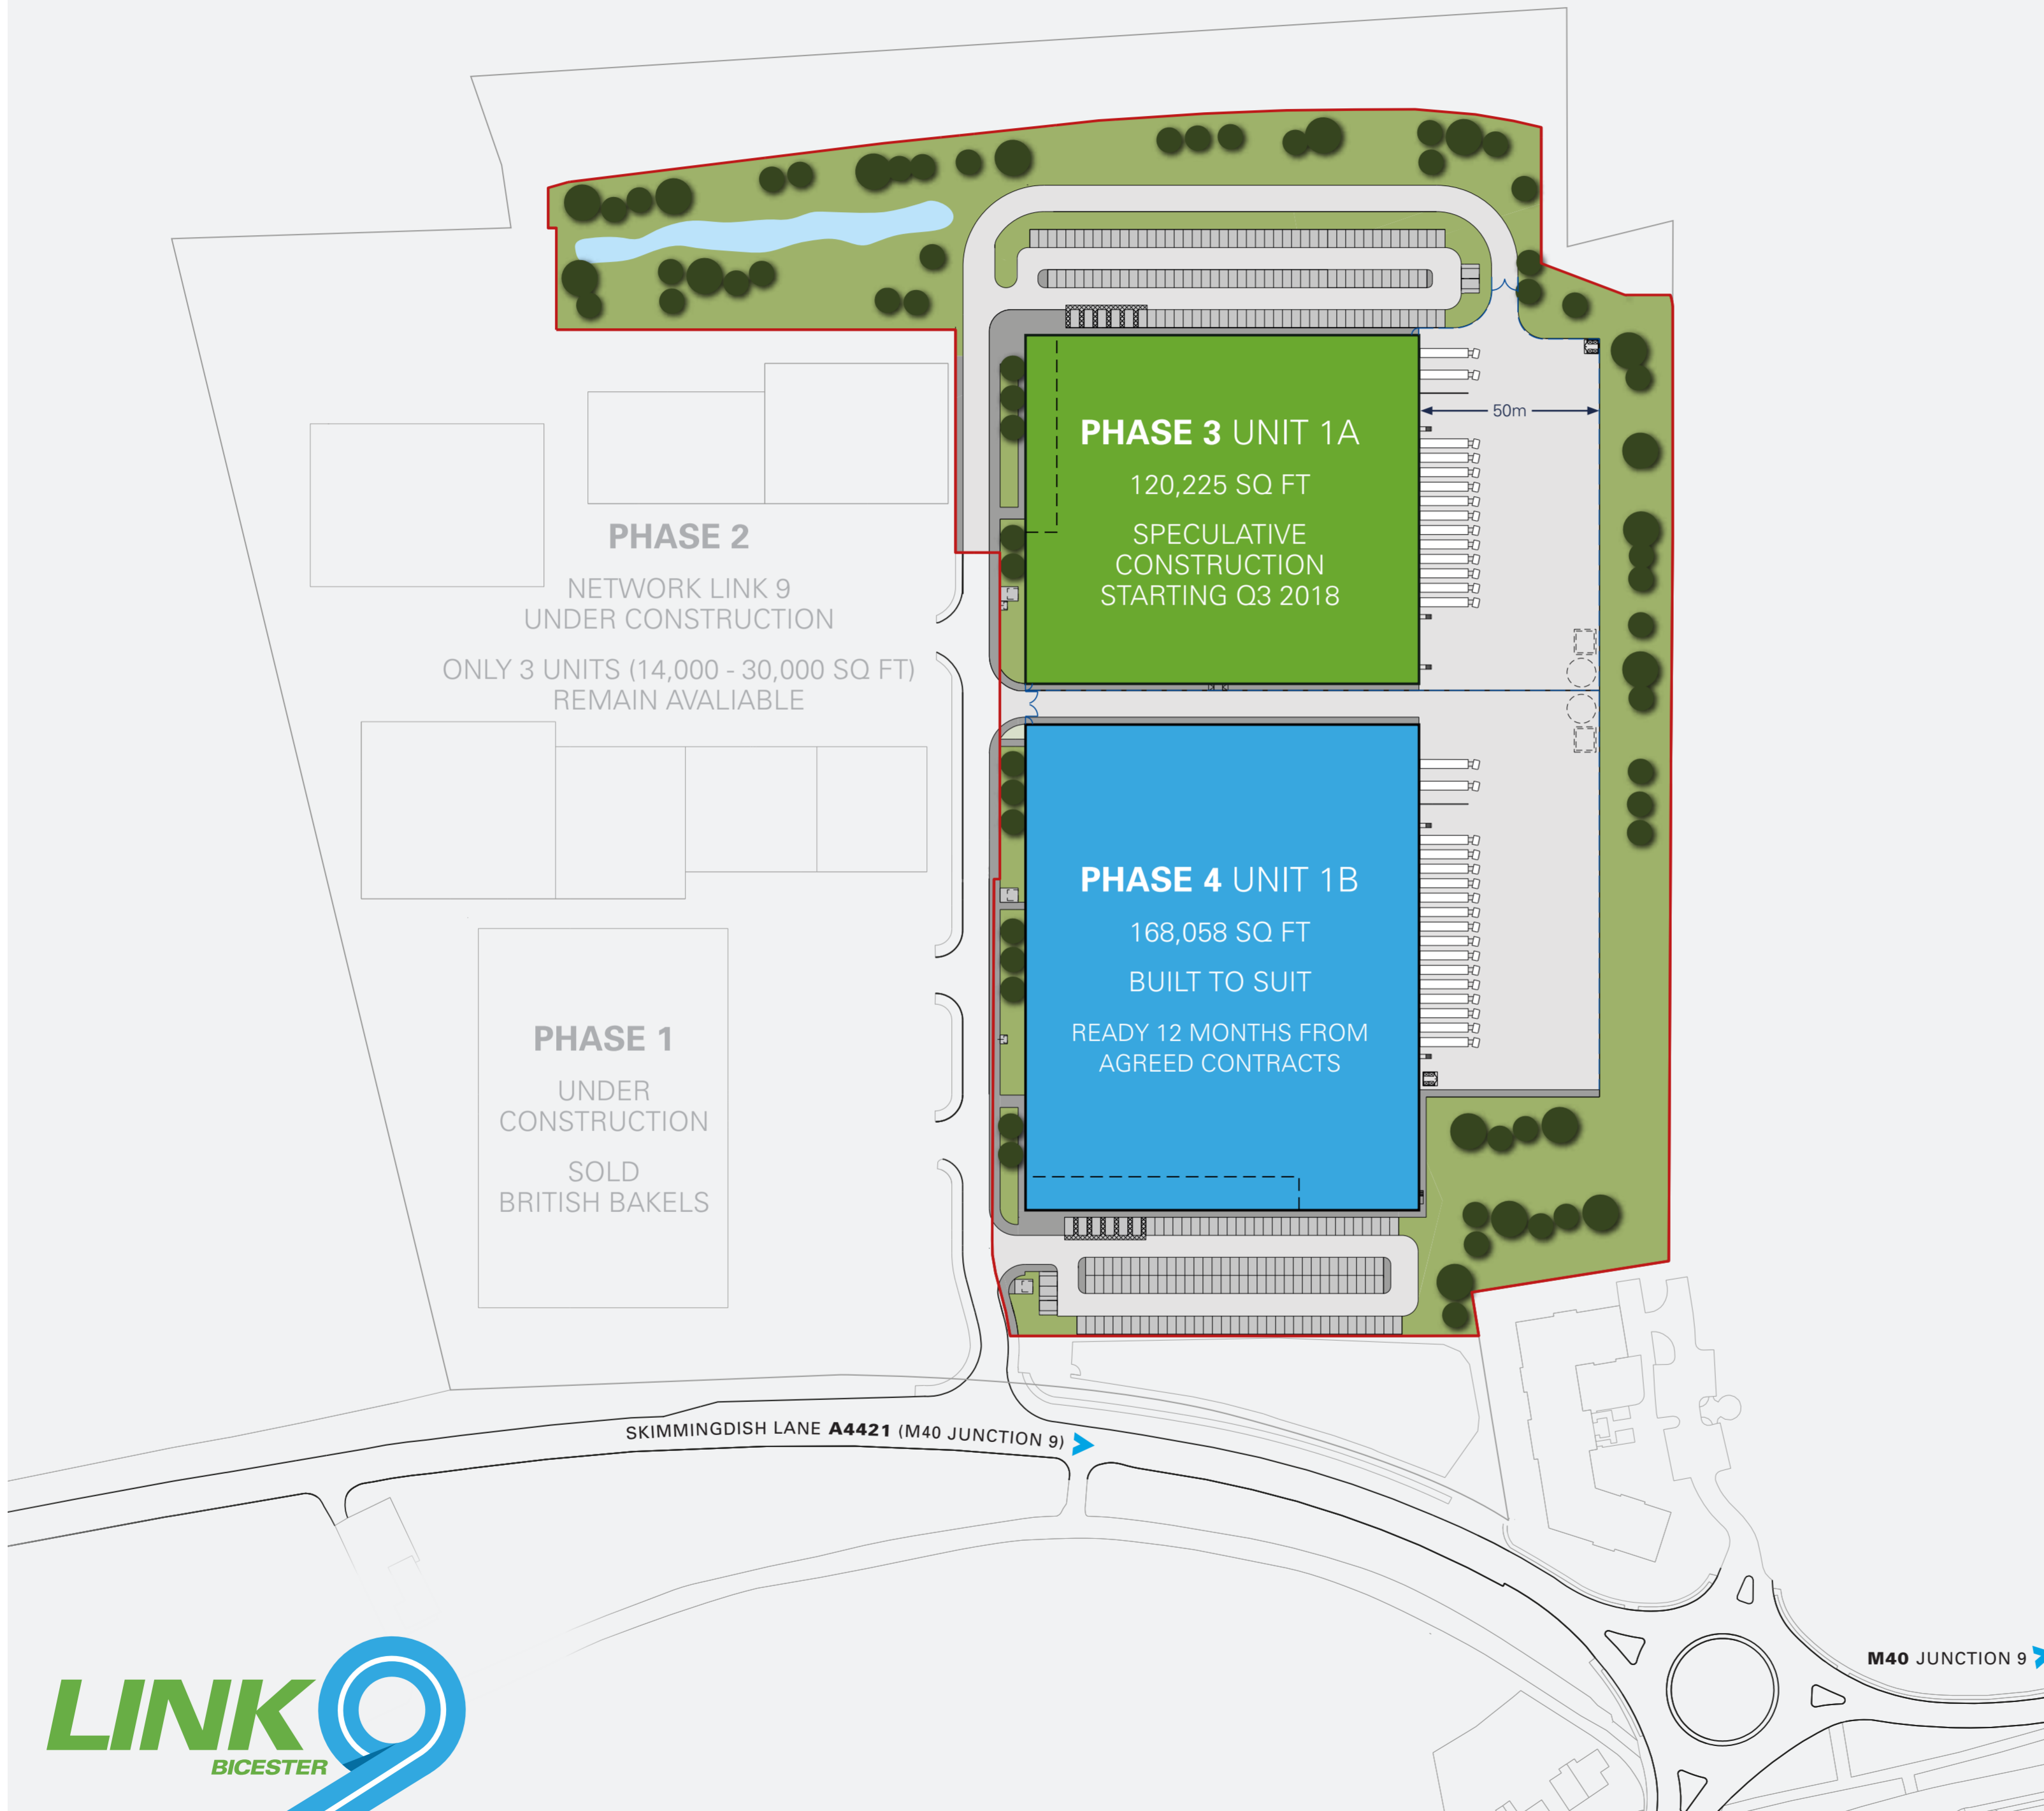 PHASE 3 UNIT 1A
120,225 SQ FT
SPECULATIVE
CONSTRUCTION
STARTING Q3 2018
50m
PHASE 2
NETWORK LINK 9
UNDER CONSTRUCTION
ONLY 3 UNITS (14,000 - 30,000 SQ FT)
REMAIN AVALIABLE
PHASE 4 UNIT 1B
168,058 SQ FT
BUILT TO SUIT
READY 12 MONTHS FROM
AGREED CONTRACTS
PHASE 1
UNDER
CONSTRUCTION
SOLD
BRITISH BAKELS
SKIMMINGDISH LANE A4421 (M40 JUNCTION 9)
M40 JUNCTION 9
LINK 9
BICESTER